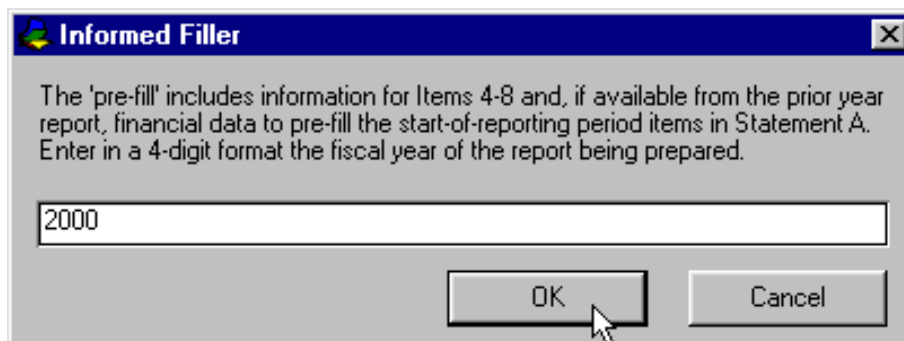 Informed Filler
The 'pre-fill' includes information for Items 4-8 and, if available from the prior year
report, financial data to pre-fill the start-of-reporting period items in Statement A.
Enter in a 4-digit format the fiscal year of the report being prepared.
2000
OK
Cancel